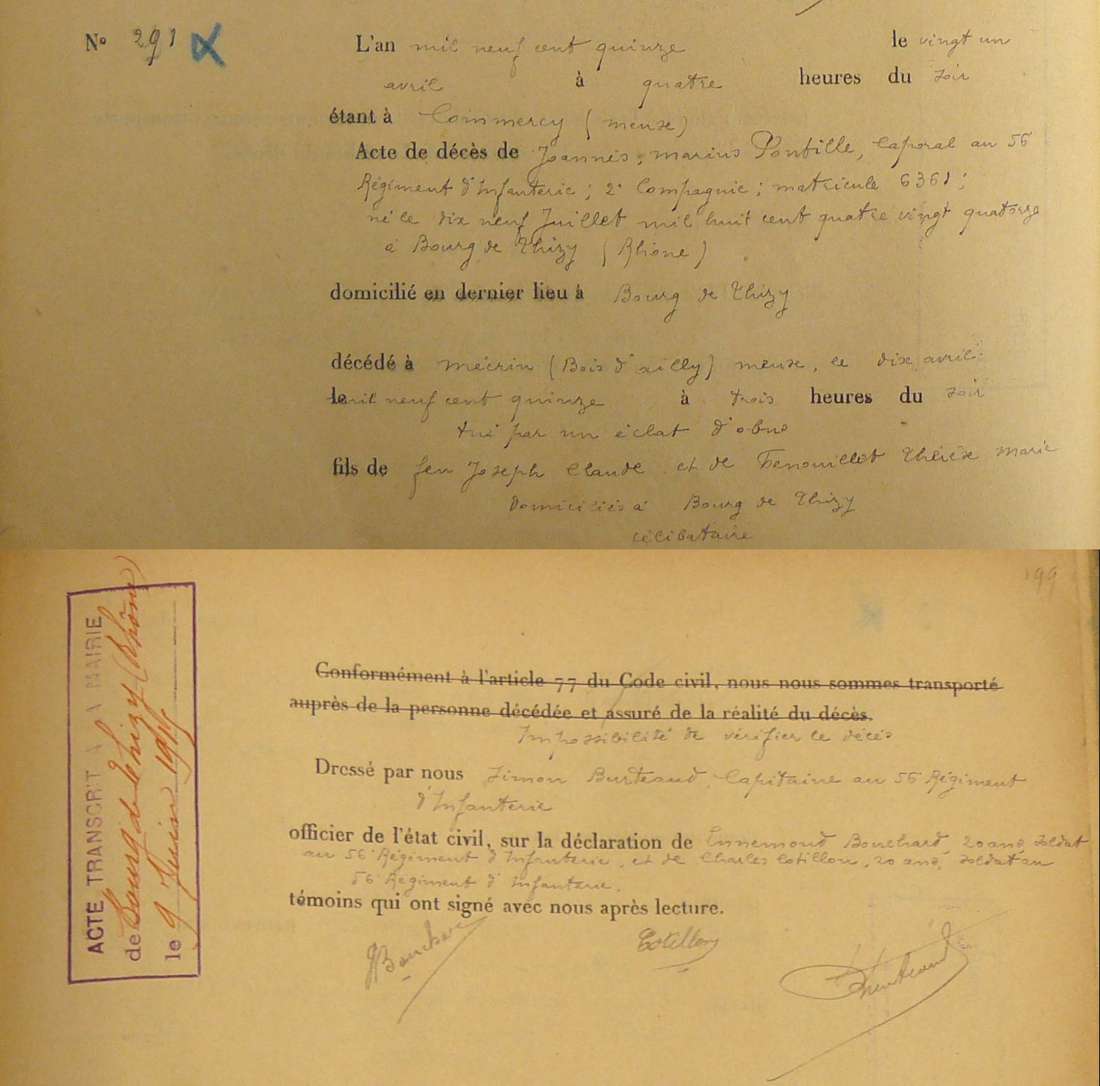 N° 291
L'an mil neuf cent quinze le vingt un
avril à quatre heures du soir
étant à Commercy (Meuse)
Acte de décès de Joannès, Marius Pontille, Caporal au 56
Régiment d'Infanterie; 2e Compagnie; matricule 6361;
né le dix neuf Juillet mil huit cent quatre vingt quatorze
à Bourg de Thizy (Rhône)
domicilié en dernier lieu à Bourg de Thizy
décédé à Mécrin (Bois d'Ailly) Meuse, le dix avril
le mil neuf cent quinze à trois heures du soir
tué par un éclat d'obus
fils de feu Joseph Claude et de Fenouillet Thérèse Marie
domiciliés à Bourg de Thizy
célibataire
199
Conformément à l'article 77 du Code civil, nous nous sommes transporté
auprès de la personne décédée et assuré de la réalité du décès.
Impossibilité de vérifier le décès
Dressé par nous Simon Burteaud, Capitaine au 56 Régiment
d'Infanterie
officier de l'état civil, sur la déclaration de Ennemond Bouchard, 20 ans, soldat
au 56e Régiment d'Infanterie, et de Charles Cotillon, 20 ans, soldat au
56e Régiment d'Infanterie.
témoins qui ont signé avec nous après lecture.
Cotillon
ACTE TRANSCRIT A LA MAIRIE
de Bourg de Thizy (Rhône)
le 9 Juin 1915